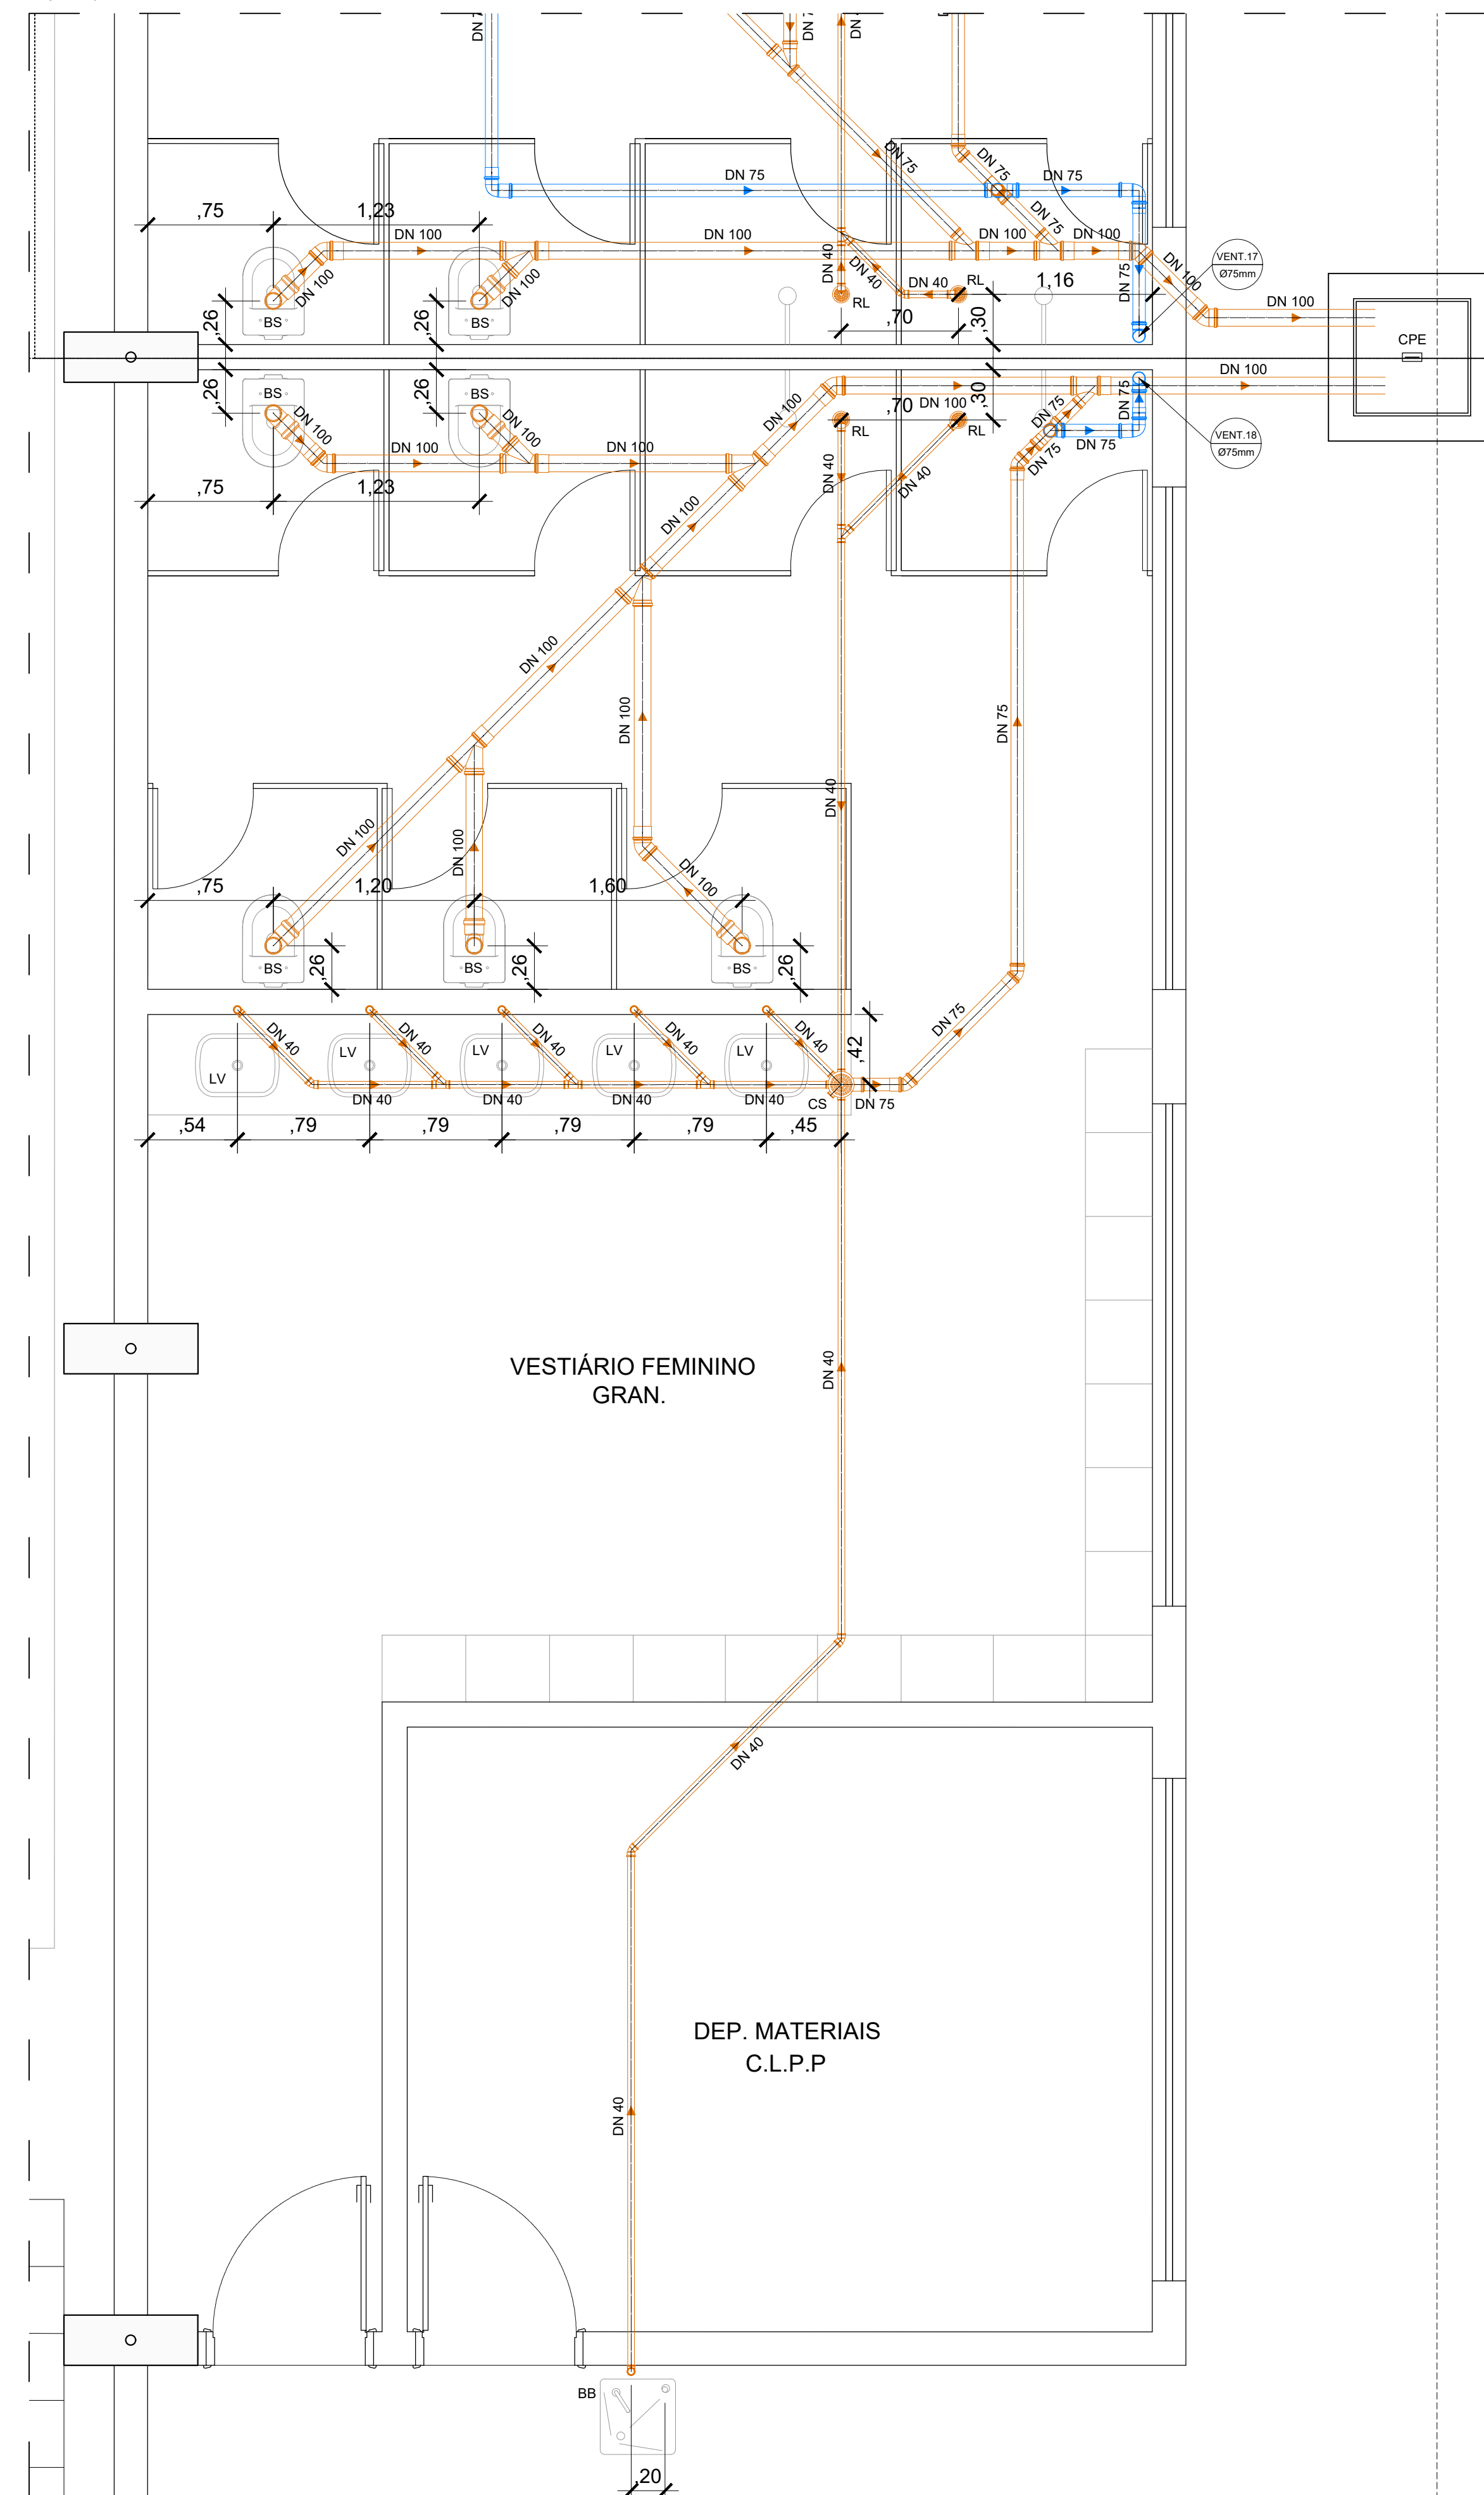 DN 75
DN 75
DN 75
DN 75
DN 75
,75
1,23
DN 100
DN 100
DN 100
DN 100
DN 100
DN 100
DN 100
DN 40
DN 40
DN 40
RL
RL
1,16
DN 75
VENT.17
Ø75mm
DN 100
CPE
BS
BS
,26
,26
,70
,30
,26
,26
BS
BS
DN 100
DN 100
DN 100
DN 100
DN 100
,70
DN 100
,30
RL
RL
DN 75
DN 75
DN 75
DN 75
DN 100
VENT.18
Ø75mm
,75
1,23
DN 40
DN 40
DN 100
DN 100
DN 100
DN 75
DN 40
DN 100
DN 100
DN 100
,75
1,20
1,60
BS
BS
BS
,26
,26
,26
DN 40
DN 40
DN 40
DN 40
DN 40
DN 75
,42
LV
LV
LV
LV
LV
DN 40
DN 40
DN 40
DN 40
CS
DN 75
,54
,79
,79
,79
,79
,45
DN 40
VESTIÁRIO FEMININO
GRAN.
DN 40
DEP. MATERIAIS
C.L.P.P
DN 40
BB
,20